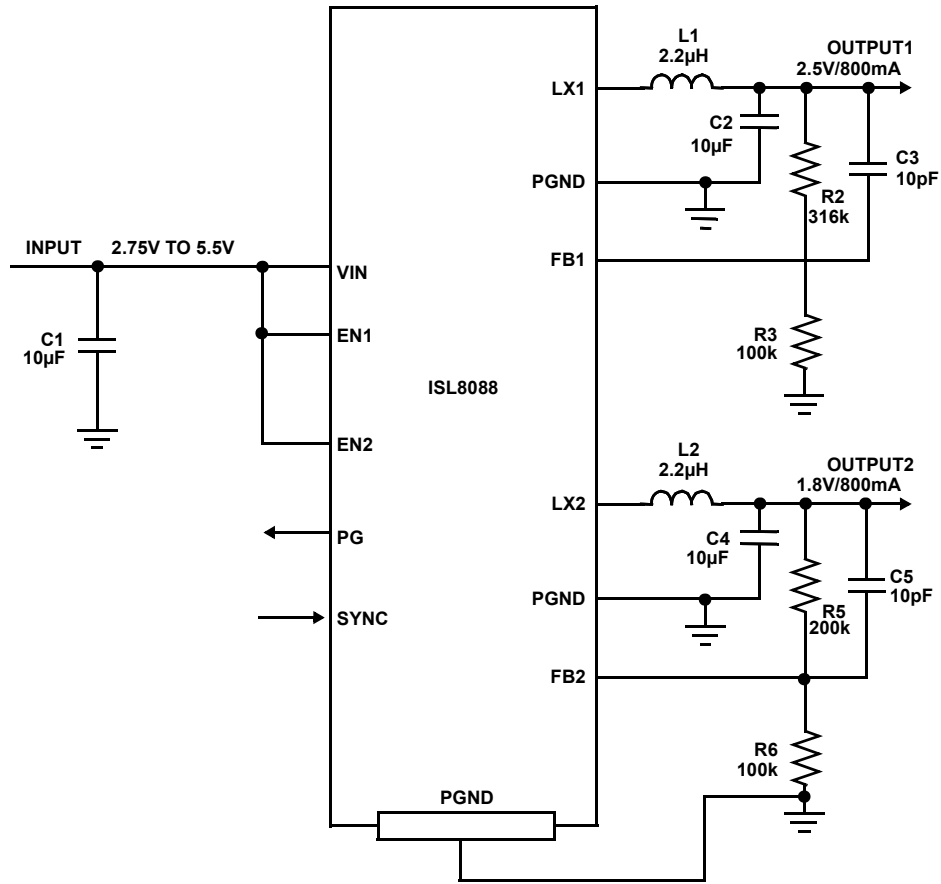 L1
2.2µH
OUTPUT1
2.5V/800mA
LX1
C2
10µF
C3
10pF
PGND
R2
316k
INPUT
2.75V TO 5.5V
FB1
VIN
C1
10µF
EN1
R3
100k
ISL8088
EN2
L2
2.2µH
OUTPUT2
1.8V/800mA
LX2
C4
10µF
PG
C5
10pF
PGND
R5
200k
SYNC
FB2
R6
100k
PGND